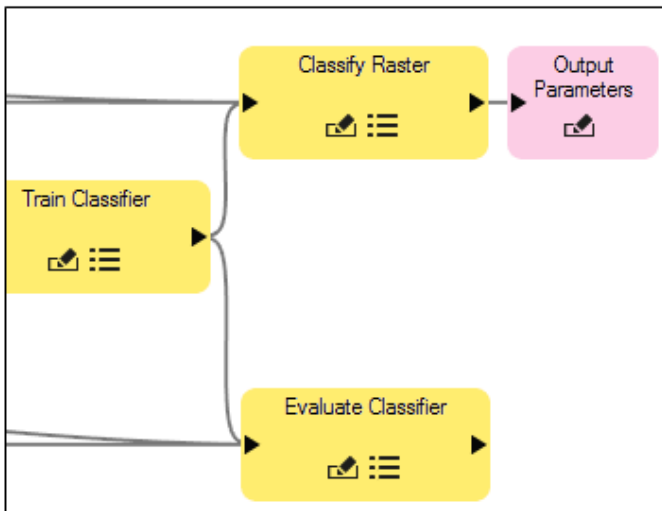 Classify Raster
Output
Parameters
Train Classifier
Evaluate Classifier